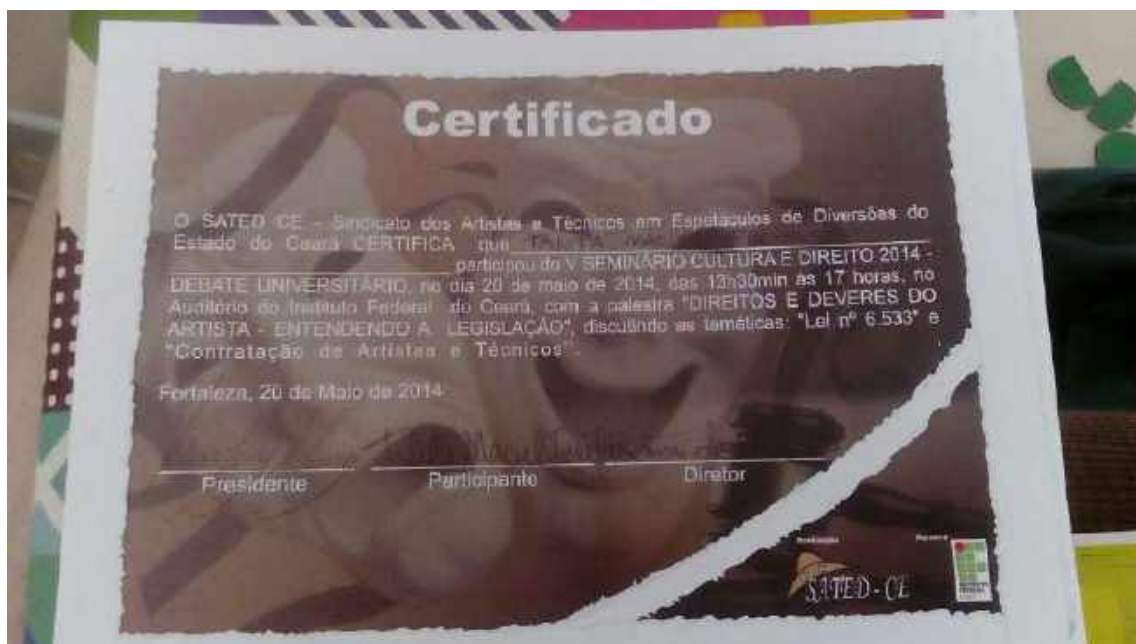 Certificado
O SATED CE - Sindicato dos Artistas e Técnicos em Espetáculos de Diversões do
Estado do Ceará CERTIFICA que
participou do V SEMINÁRIO CULTURA E DIREITO 2014 -
DEBATE UNIVERSITÁRIO, no dia 20 de maio de 2014, das 13h30min as 17 horas, no
Auditório do Instituto Federal do Ceará, com a palestra "DIREITOS E DEVERES DO
ARTISTA - ENTENDENDO A LEGISLAÇÃO", discutindo as temáticas: "Lei nº 6.533" e
"Contratação de Artistas e Técnicos".
Fortaleza, 20 de Maio de 2014
Presidente Participante Diretor
Realização
SATED-CE